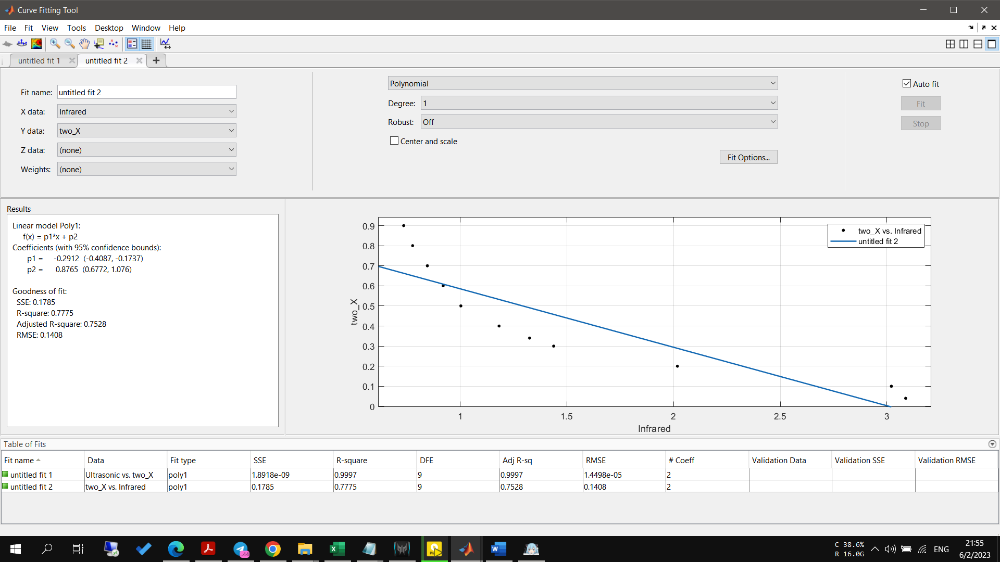 Curve Fitting Tool
File Fit View Tools Desktop Window Help
untitled fit 1 untitled fit 2
Fit name: untitled fit 2
X data: Infrared
Y data: two_X
Z data: (none)
Weights: (none)
Polynomial
Degree: 1
Robust: Off
Center and scale
Fit Options...
Auto fit
Fit
Stop
Results
Linear model Poly1:
f(x) = p1*x + p2
Coefficients (with 95% confidence bounds):
p1 = -0.2912 (-0.4087, -0.1737)
p2 = 0.8765 (0.6772, 1.076)
Goodness of fit:
SSE: 0.1785
R-square: 0.7775
Adjusted R-square: 0.7528
RMSE: 0.1408
two_X vs. Infrared
untitled fit 2
0.9
0.8
0.7
0.6
0.5
0.4
0.3
0.2
0.1
0
two_X
1 1.5 2 2.5 3
Infrared
Table of Fits
Fit name Data Fit type SSE R-square DFE Adj R-sq RMSE # Coeff Validation Data Validation SSE Validation RMSE
untitled fit 1 Ultrasonic vs. two_X poly1 1.8918e-09 0.9997 9 0.9997 1.4498e-05 2
untitled fit 2 two_X vs. Infrared poly1 0.1785 0.7775 9 0.7528 0.1408 2
..44
C 38.6%
R 16.0G
ENG
21:55
6/2/2023